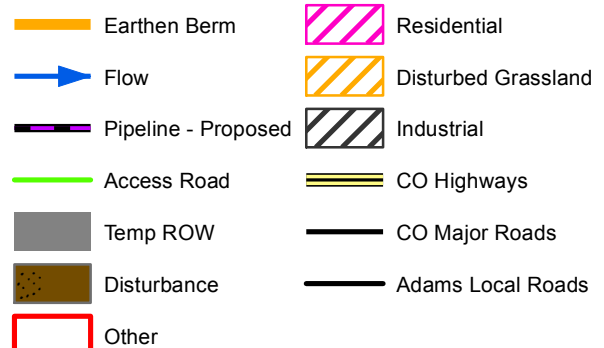 Earthen Berm
Flow
Pipeline - Proposed
Access Road
Temp ROW
Disturbance
Other
Residential
Disturbed Grassland
Industrial
CO Highways
CO Major Roads
Adams Local Roads